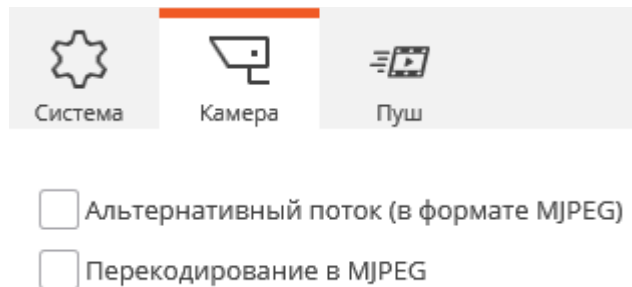 Система Камера Пуш
Альтернативный поток (в формате MJPEG)
Перекодирование в MJPEG